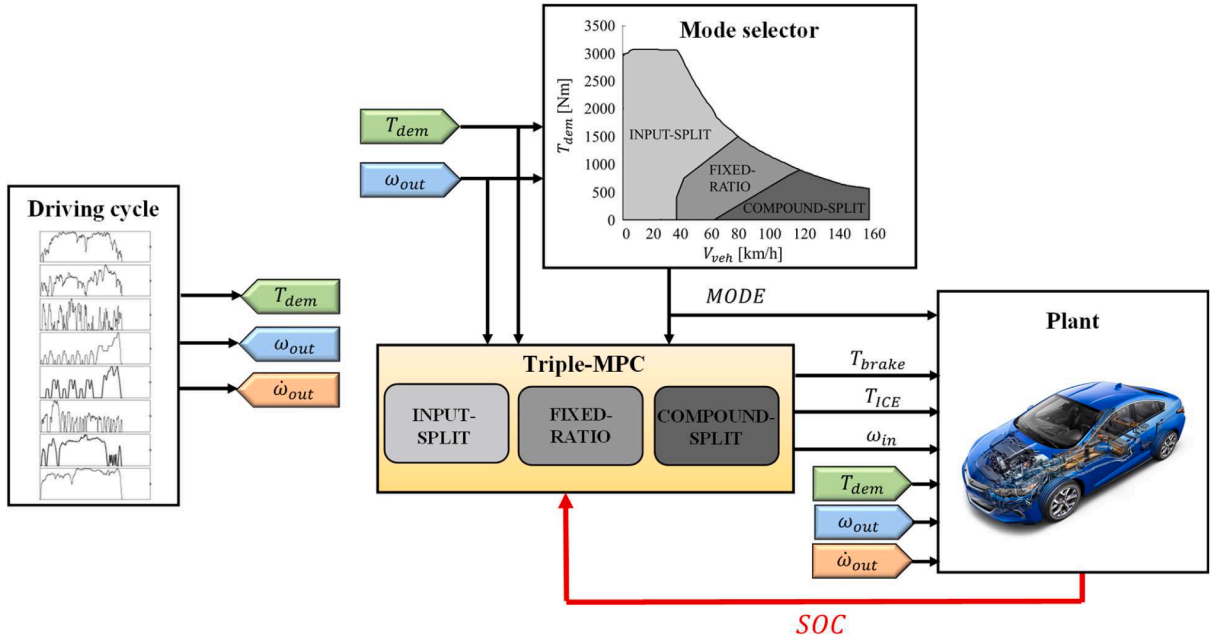 Mode selector
3500
3000
2500
2000
1500
1000
500
0
T_dem [Nm]
INPUT-SPLIT
FIXED-
RATIO
COMPOUND-SPLIT
0 20 40 60 80 100 120 140 160
V_veh [km/h]
T_dem
ω_out
Driving cycle
T_dem
ω_out
ω̇_out
MODE
Triple-MPC
INPUT-
SPLIT
FIXED-
RATIO
COMPOUND-
SPLIT
Plant
T_brake
T_ICE
ω_in
T_dem
ω_out
ω̇_out
SOC